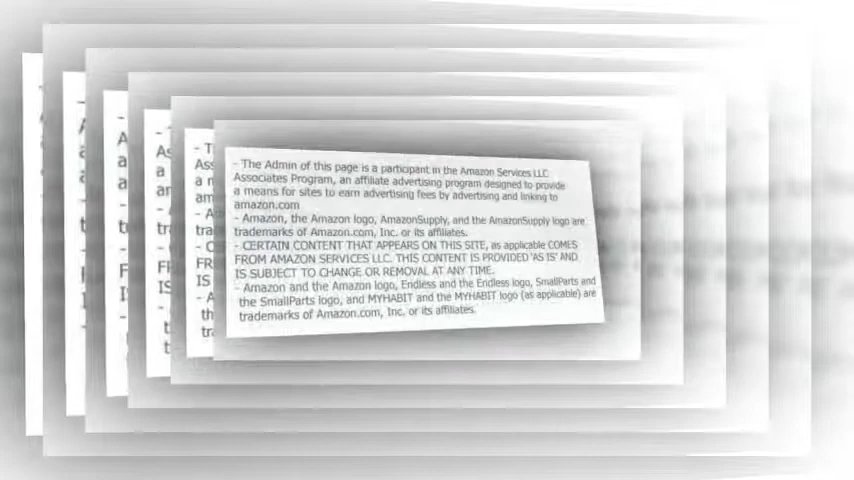 - The Admin of this page is a participant in the Amazon Services LLC
Associates Program, an affiliate advertising program designed to provide
a means for sites to earn advertising fees by advertising and linking to
amazon.com
- Amazon, the Amazon logo, AmazonSupply, and the AmazonSupply logo are
trademarks of Amazon.com, Inc. or its affiliates.
- CERTAIN CONTENT THAT APPEARS ON THIS SITE, as applicable COMES
FROM AMAZON SERVICES LLC. THIS CONTENT IS PROVIDED 'AS IS' AND
IS SUBJECT TO CHANGE OR REMOVAL AT ANY TIME.
- Amazon and the Amazon logo, Endless and the Endless logo, SmallParts and
the SmallParts logo, and MYHABIT and the MYHABIT logo (as applicable) are
trademarks of Amazon.com, Inc. or its affiliates.